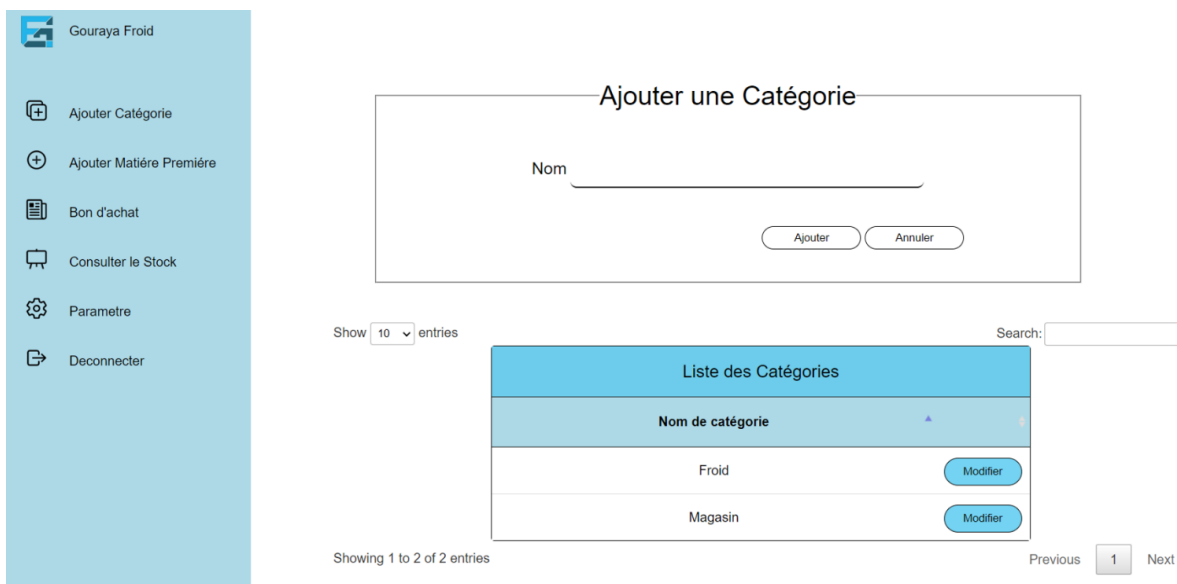 Gouraya Froid
Ajouter Catégorie
Ajouter Matiére Premiére
Bon d'achat
Consulter le Stock
Parametre
Deconnecter
Ajouter une Catégorie
Nom
Ajouter Annuler
Show 10 entries Search:
Liste des Catégories
Nom de catégorie
Froid Modifier
Magasin Modifier
Showing 1 to 2 of 2 entries Previous 1 Next